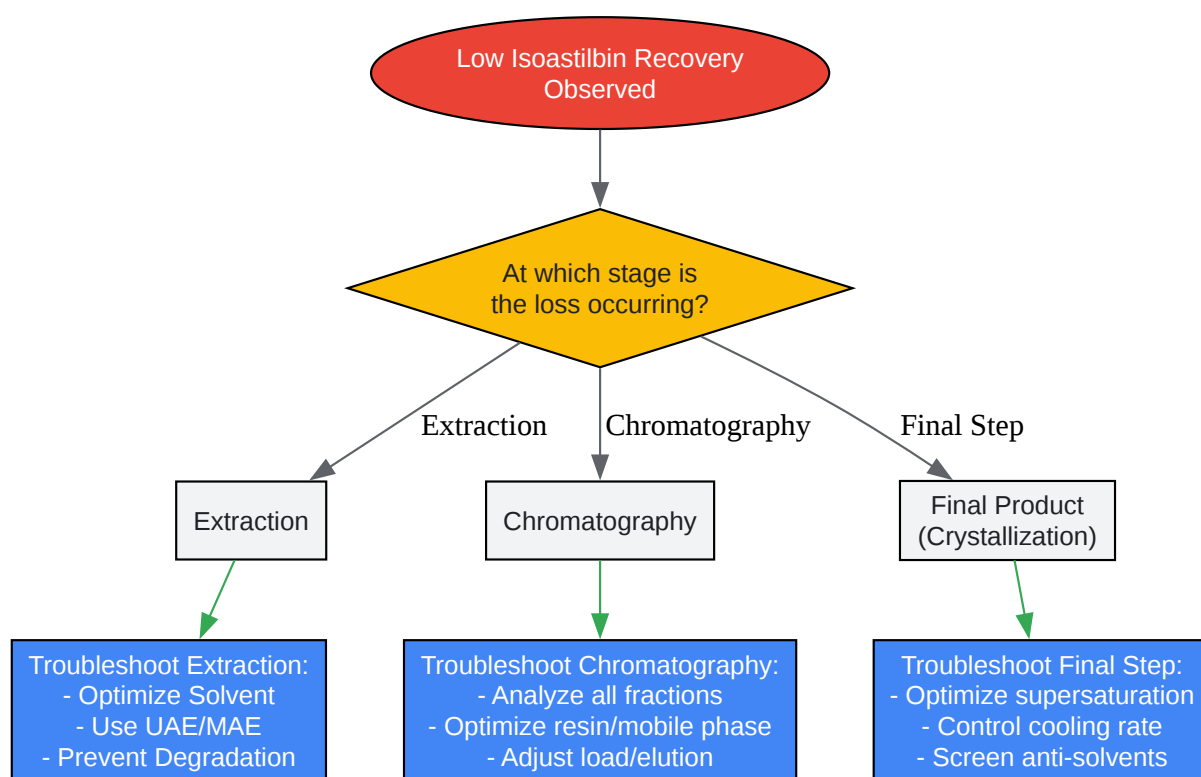 Low Isoastilbin Recovery
Observed
At which stage is
the loss occurring?
Extraction
Chromatography
Final Step
Extraction
Chromatography
Final Product
(Crystallization)
Troubleshoot Extraction:
- Optimize Solvent
- Use UAE/MAE
- Prevent Degradation
Troubleshoot Chromatography:
- Analyze all fractions
- Optimize resin/mobile phase
- Adjust load/elution
Troubleshoot Final Step:
- Optimize supersaturation
- Control cooling rate
- Screen anti-solvents